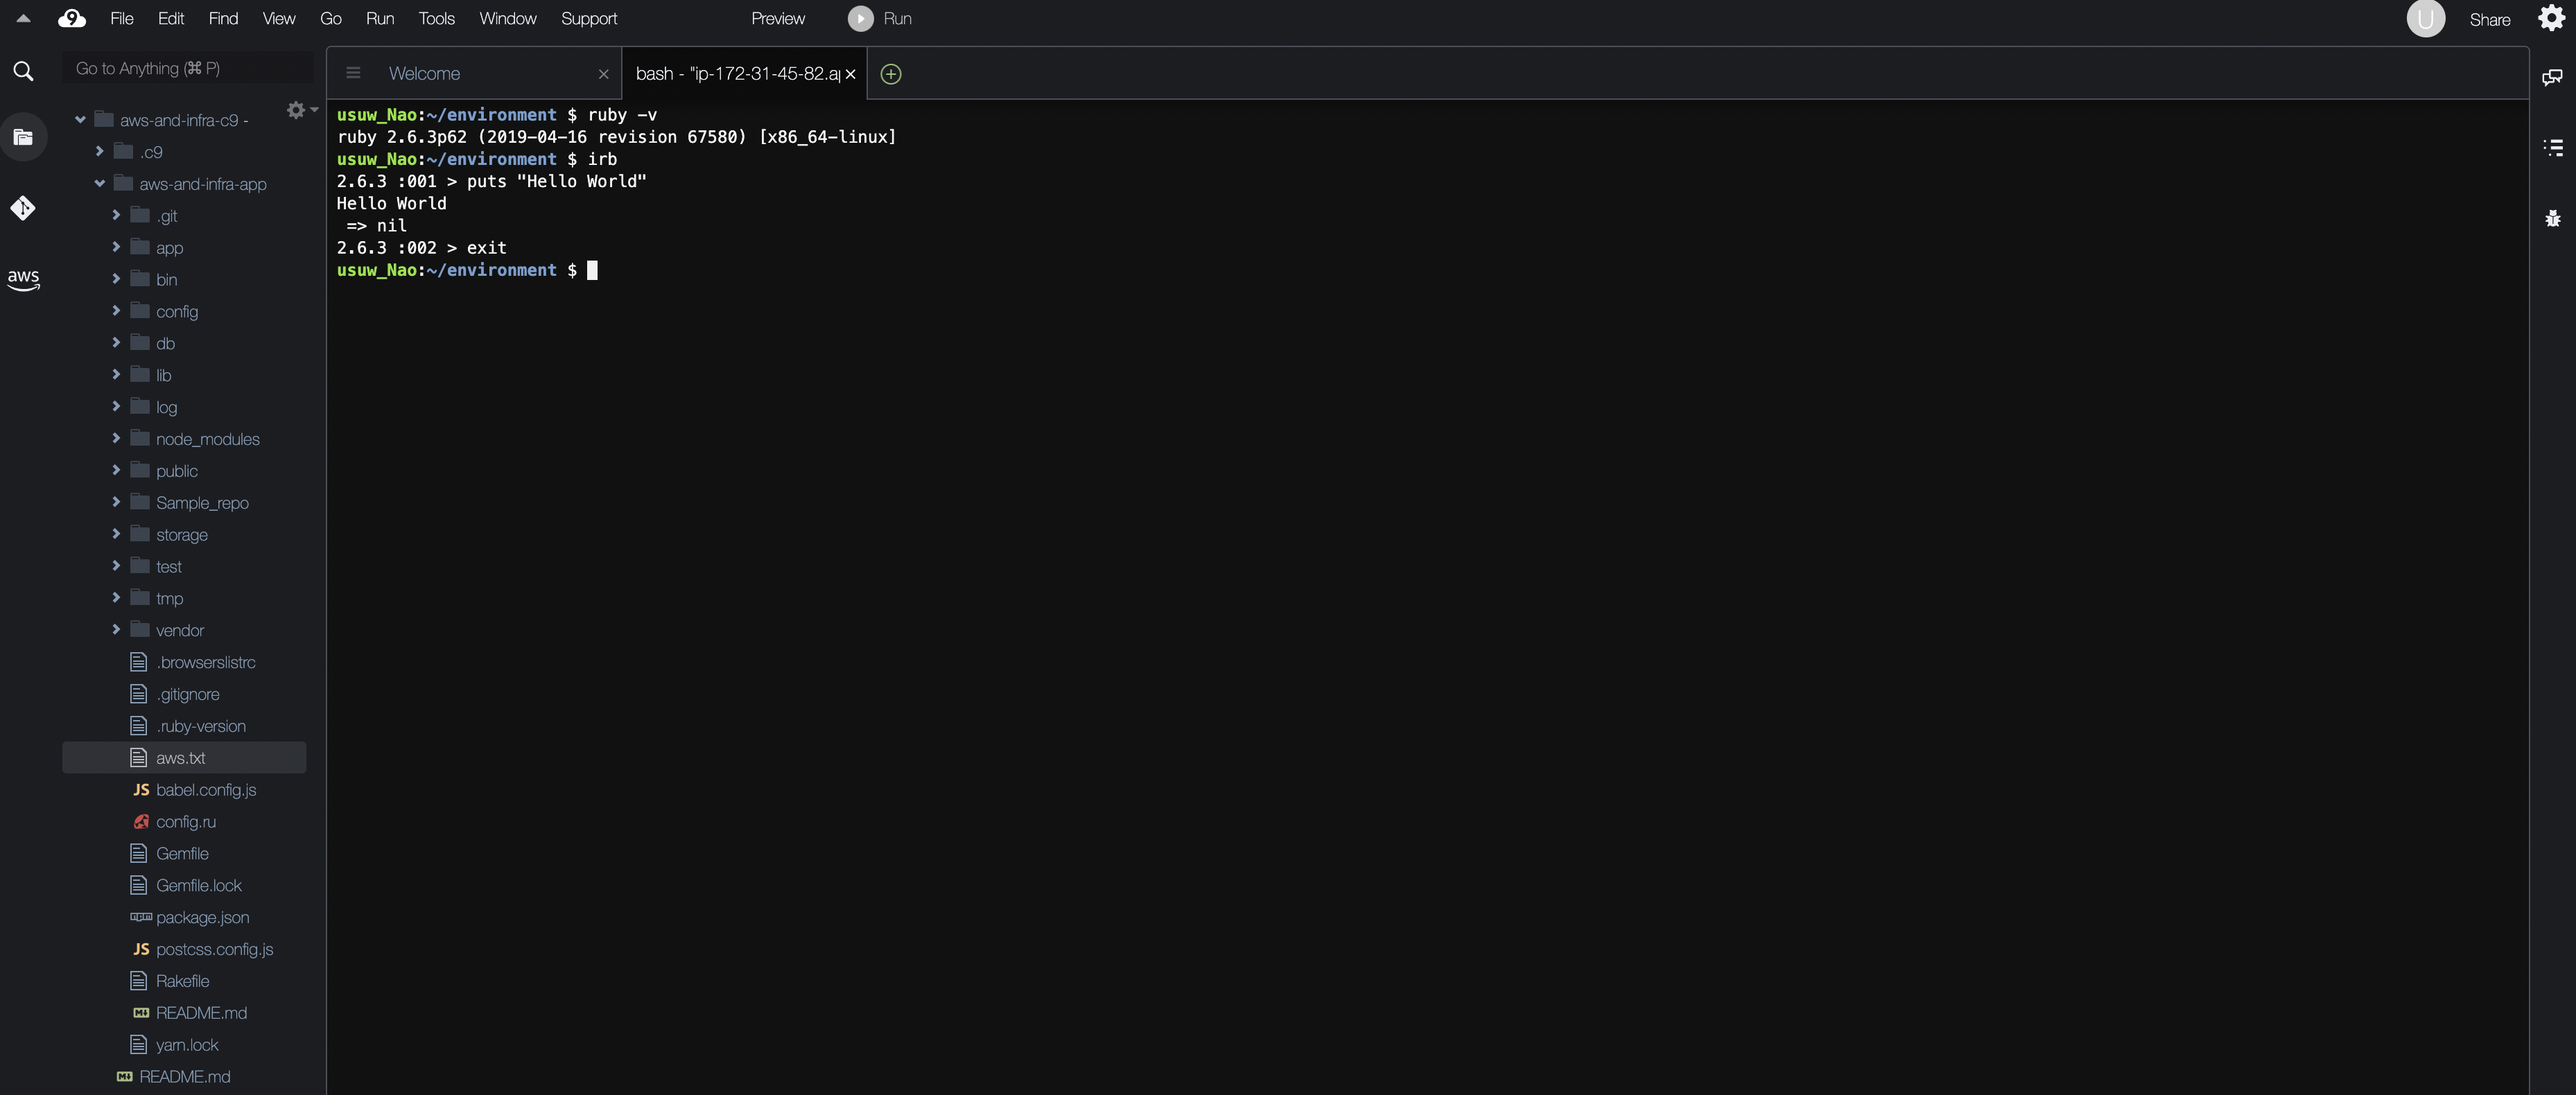 File Edit Find View Go Run Tools Window Support Preview Run U Share
Go to Anything (⌘ P)
Welcome
bash - "ip-172-31-45-82.a
aws
aws-and-infra-c9 -
.c9
aws-and-infra-app
.git
app
bin
config
db
lib
log
node_modules
public
Sample_repo
storage
test
tmp
vendor
.browserslistrc
.gitignore
.ruby-version
aws.txt
JS babel.config.js
config.ru
Gemfile
Gemfile.lock
package.json
JS postcss.config.js
Rakefile
README.md
yarn.lock
README.md
usuw_Nao:~/environment $ ruby -v
ruby 2.6.3p62 (2019-04-16 revision 67580) [x86_64-linux]
usuw_Nao:~/environment $ irb
2.6.3 :001 > puts "Hello World"
Hello World
 => nil
2.6.3 :002 > exit
usuw_Nao:~/environment $